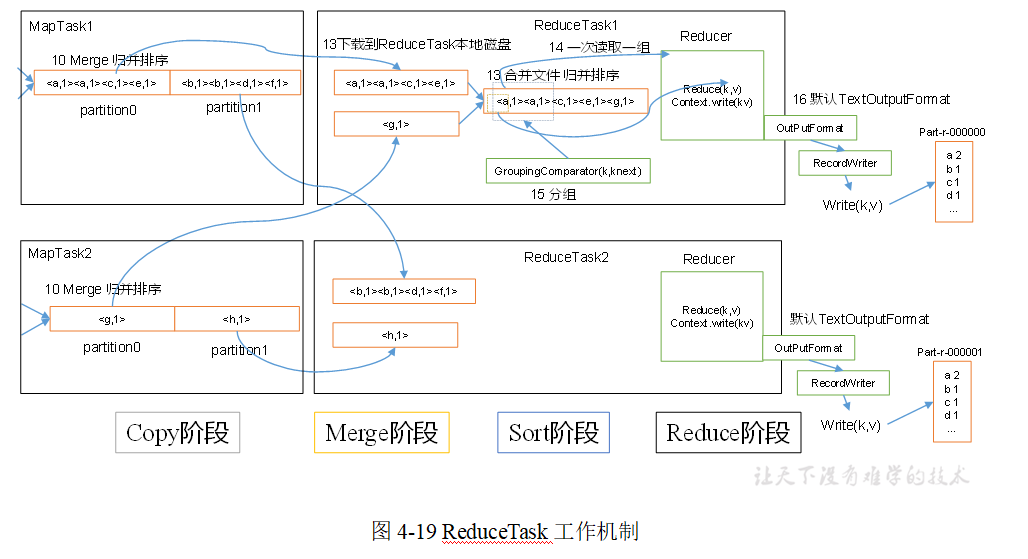 MapTask1
10 Merge 归并排序
<a,1><a,1><c,1><e,1>
<b,1><b,1><d,1><f,1>
partition0
partition1
ReduceTask1
13下载到ReduceTask本地磁盘
14 一次读取一组
Reducer
<a,1><a,1><c,1><e,1>
13 合并文件 归并排序
<a,1><a,1><c,1><e,1><g,1>
<g,1>
Reduce(k,v)
Context.write(kv)
GroupingComparator(k,knext)
15 分组
16 默认TextOutputFormat
OutPutFormat
RecordWriter
Write(k,v)
Part-r-000000
a 2
b 1
c 1
d 1
...
MapTask2
10 Merge 归并排序
<g,1>
<h,1>
partition0
partition1
ReduceTask2
Reducer
<b,1><b,1><d,1><f,1>
<h,1>
Reduce(k,v)
Context.write(kv)
默认TextOutputFormat
OutPutFormat
RecordWriter
Write(k,v)
Part-r-000001
a 2
b 1
c 1
d 1
...
Copy阶段
Merge阶段
Sort阶段
Reduce阶段
让天下没有难学的技术
图 4-19 ReduceTask 工作机制